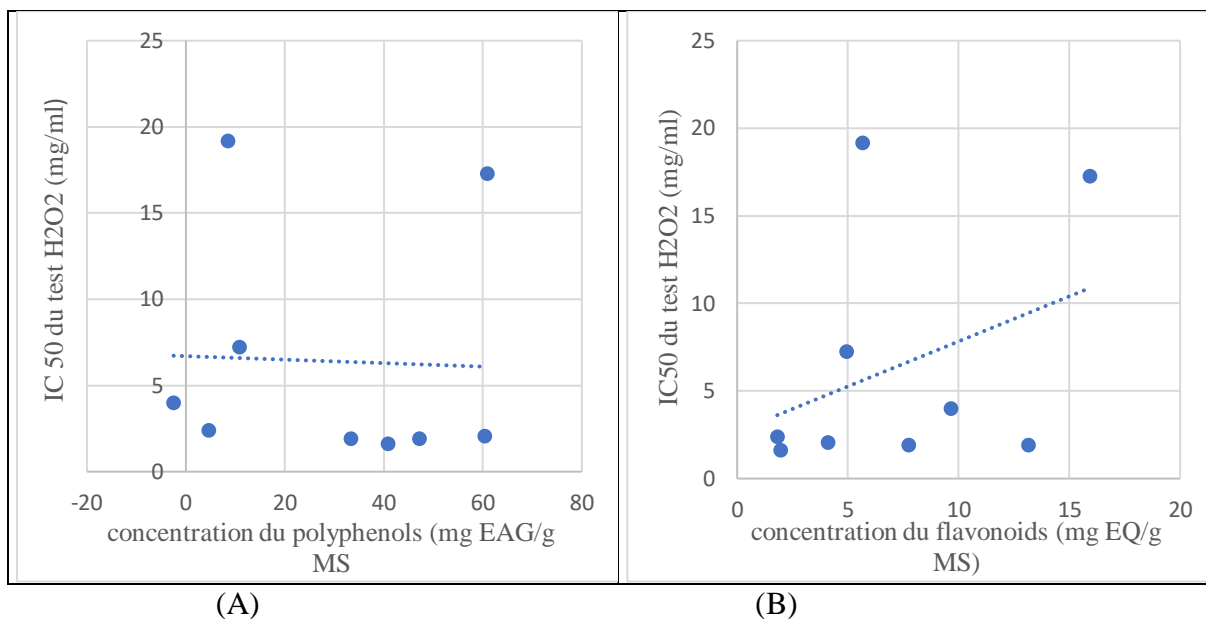 25
20
15
10
5
0
-20
0
20
40
60
80
IC 50 du test H2O2 (mg/ml)
concentration du polyphenols (mg EAG/g
MS
(A)
25
20
15
10
5
0
0
5
10
15
20
IC50 du test H2O2 (mg/ml)
concentration du flavonoids (mg EQ/g
MS)
(B)